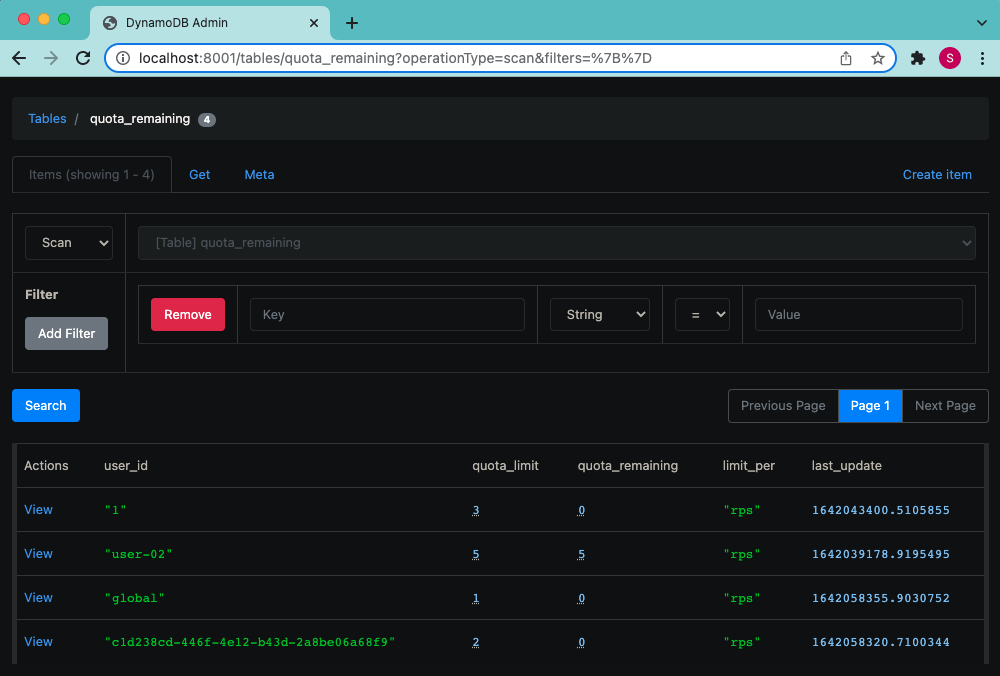 DynamoDB Admin
localhost:8001/tables/quota_remaining?operationType=scan&filters=%7B%7D
S
Tables / quota_remaining 4
Items (showing 1 - 4) Get Meta Create item
Scan [Table] quota_remaining
Filter
Add Filter
Remove Key String = Value
Search Previous Page Page 1 Next Page
Actions user_id quota_limit quota_remaining limit_per last_update
View "1" 3 0 "rps" 1642043400.5105855
View "user-02" 5 5 "rps" 1642039178.9195495
View "global" 1 0 "rps" 1642058355.9030752
View "c1d238cd-446f-4e12-b43d-2a8be06a68f9" 2 0 "rps" 1642058320.7100344